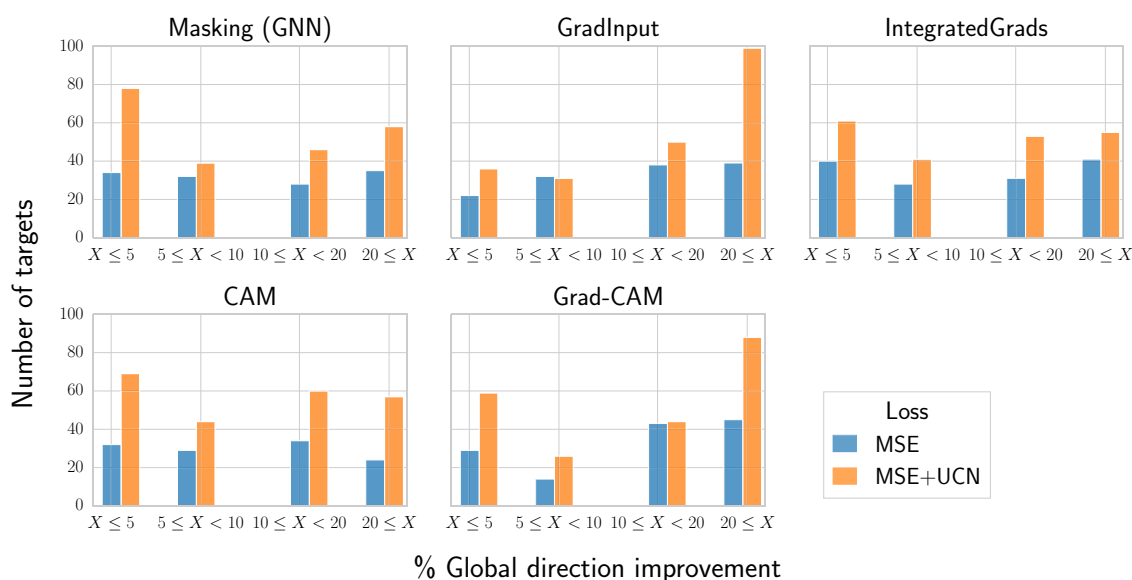 Masking (GNN)
GradInput
IntegratedGrads
100
80
60
40
20
0
X ≤ 5
5 ≤ X < 10
10 ≤ X < 20
20 ≤ X
X ≤ 5
5 ≤ X < 10
10 ≤ X < 20
20 ≤ X
X ≤ 5
5 ≤ X < 10
10 ≤ X < 20
20 ≤ X
Number of targets
CAM
Grad-CAM
100
80
60
40
20
0
X ≤ 5
5 ≤ X < 10
10 ≤ X < 20
20 ≤ X
X ≤ 5
5 ≤ X < 10
10 ≤ X < 20
20 ≤ X
Loss
MSE
MSE+UCN
% Global direction improvement